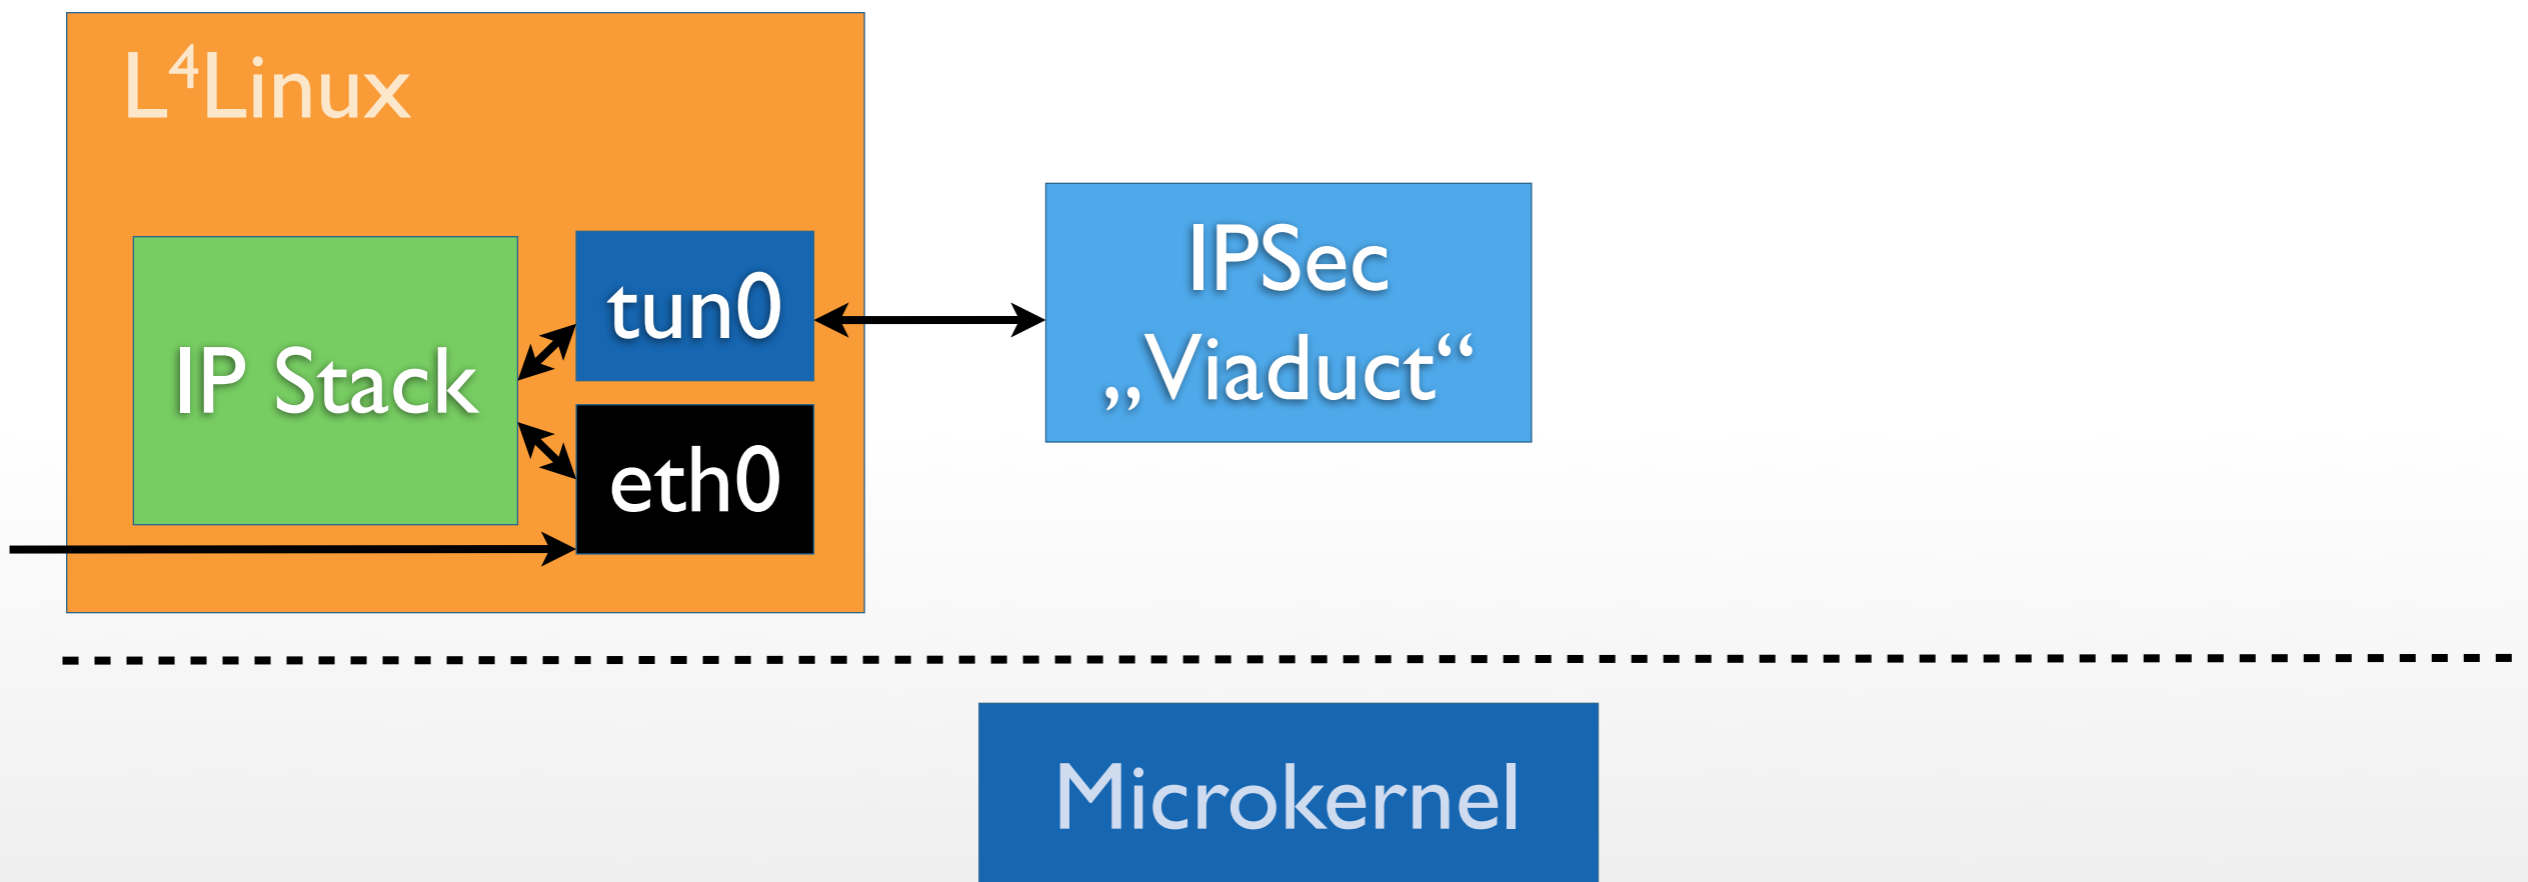 L⁴Linux
IP Stack
tun0
eth0
IPSec
„Viaduct“
Microkernel